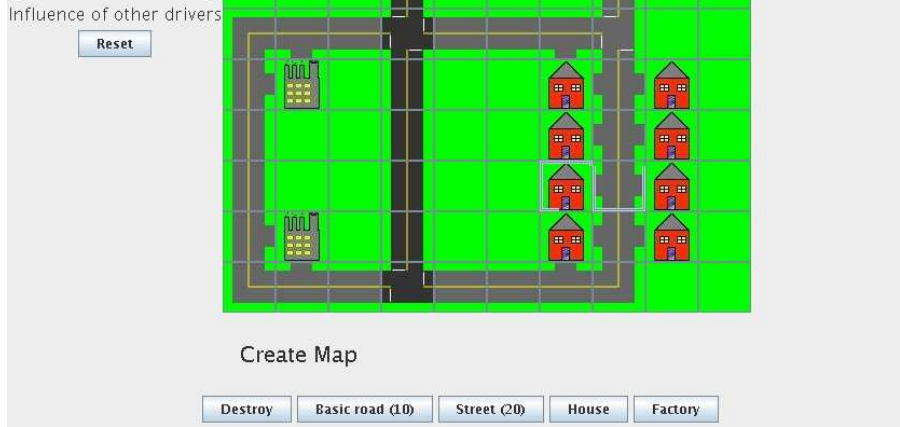 Influence of other drivers
Reset
Create Map
Destroy
Basic road (10)
Street (20)
House
Factory